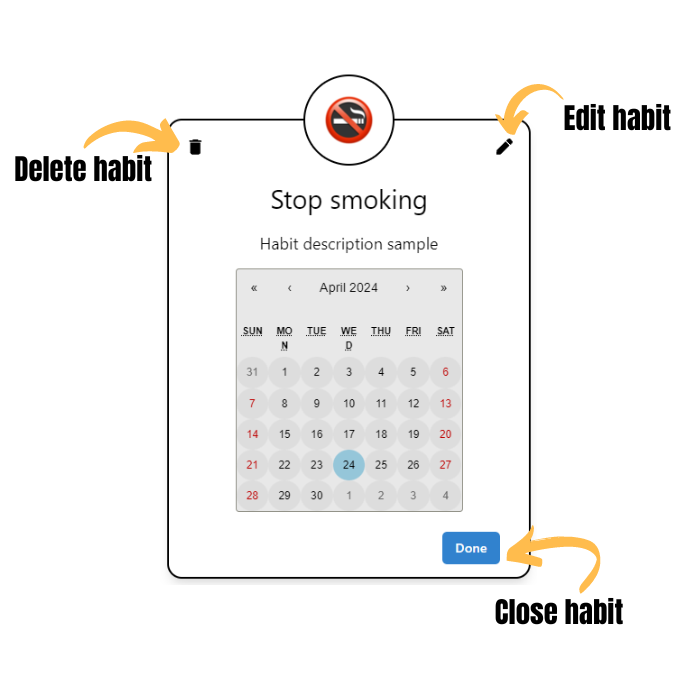 Edit habit
Delete habit
Stop smoking
Habit description sample
« ‹ April 2024 › »
SUN MO TUE WE THU FRI SAT
N D
31 1 2 3 4 5 6
7 8 9 10 11 12 13
14 15 16 17 18 19 20
21 22 23 24 25 26 27
28 29 30 1 2 3 4
Done
Close habit